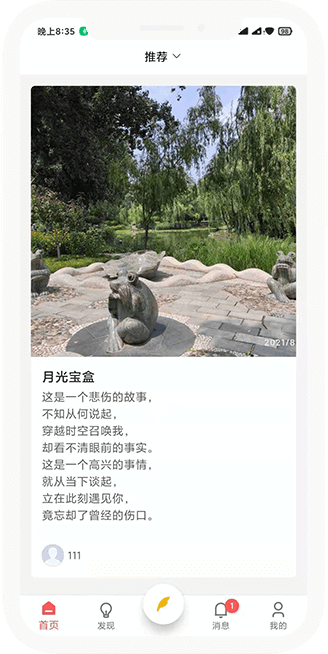 晚上8:35
98
推荐
2021/8
月光宝盒
这是一个悲伤的故事，
不知从何说起，
穿越时空召唤我，
却看不清眼前的事实。
这是一个高兴的事情，
就从当下谈起，
立在此刻遇见你，
竟忘却了曾经的伤口。
111
1
首页
发现
消息
我的